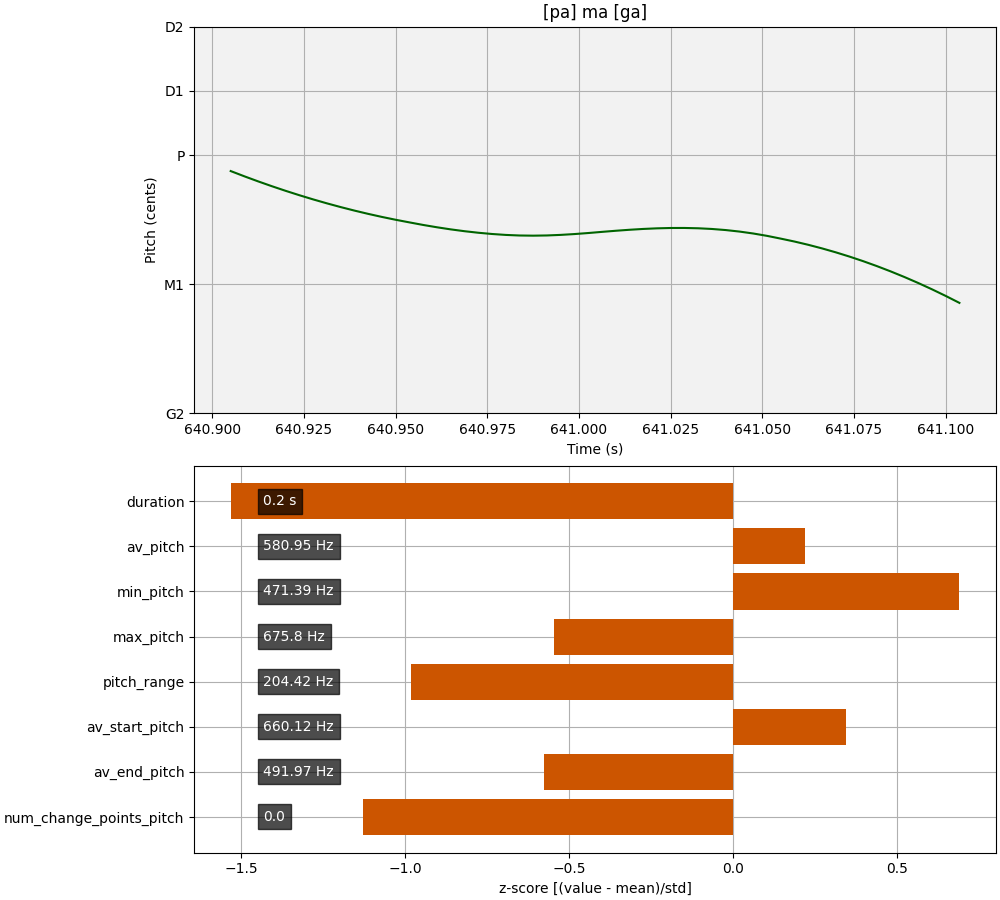 [pa] ma [ga]
D2
D1
P
M1
G2
Pitch (cents)
640.900 640.925 640.950 640.975 641.000 641.025 641.050 641.075 641.100
Time (s)
duration 0.2 s
av_pitch 580.95 Hz
min_pitch 471.39 Hz
max_pitch 675.8 Hz
pitch_range 204.42 Hz
av_start_pitch 660.12 Hz
av_end_pitch 491.97 Hz
num_change_points_pitch 0.0
−1.5 −1.0 −0.5 0.0 0.5
z-score [(value - mean)/std]